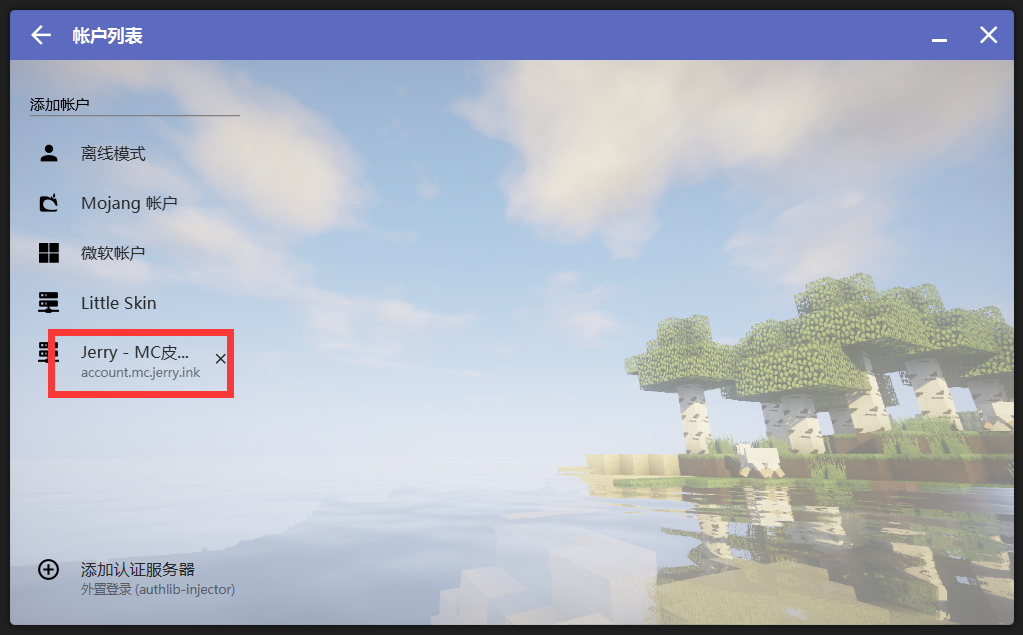 帐户列表
添加帐户
离线模式
Mojang 帐户
微软帐户
Little Skin
Jerry - MC皮...
account.mc.jerry.ink
添加认证服务器
外置登录 (authlib-injector)